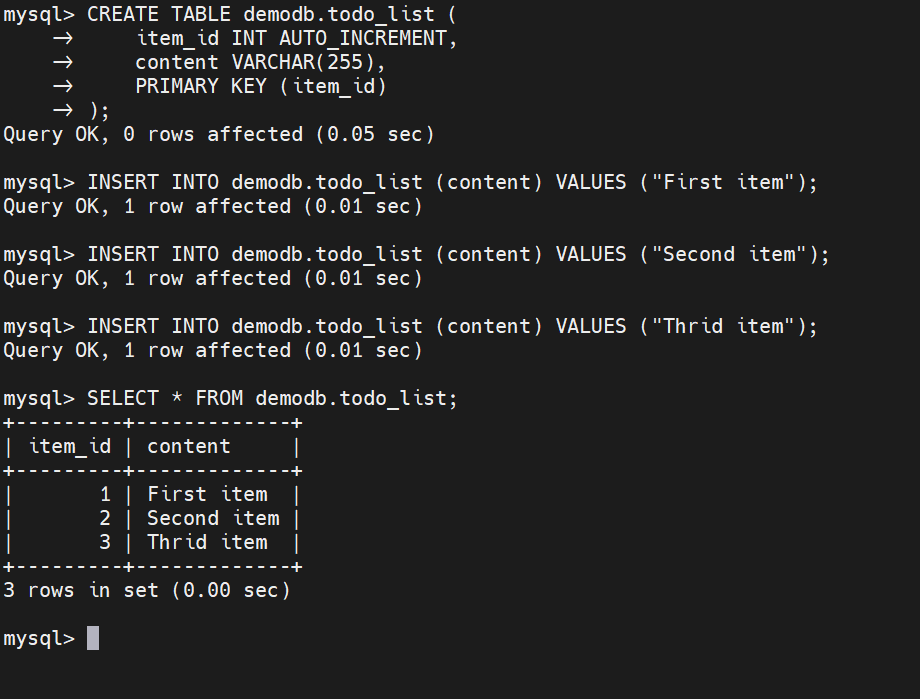 mysql> CREATE TABLE demodb.todo_list (
    ->     item_id INT AUTO_INCREMENT,
    ->     content VARCHAR(255),
    ->     PRIMARY KEY (item_id)
    -> );
Query OK, 0 rows affected (0.05 sec)

mysql> INSERT INTO demodb.todo_list (content) VALUES ("First item");
Query OK, 1 row affected (0.01 sec)

mysql> INSERT INTO demodb.todo_list (content) VALUES ("Second item");
Query OK, 1 row affected (0.01 sec)

mysql> INSERT INTO demodb.todo_list (content) VALUES ("Thrid item");
Query OK, 1 row affected (0.01 sec)

mysql> SELECT * FROM demodb.todo_list;
+---------+-------------+
| item_id | content     |
+---------+-------------+
|       1 | First item  |
|       2 | Second item |
|       3 | Thrid item  |
+---------+-------------+
3 rows in set (0.00 sec)

mysql>